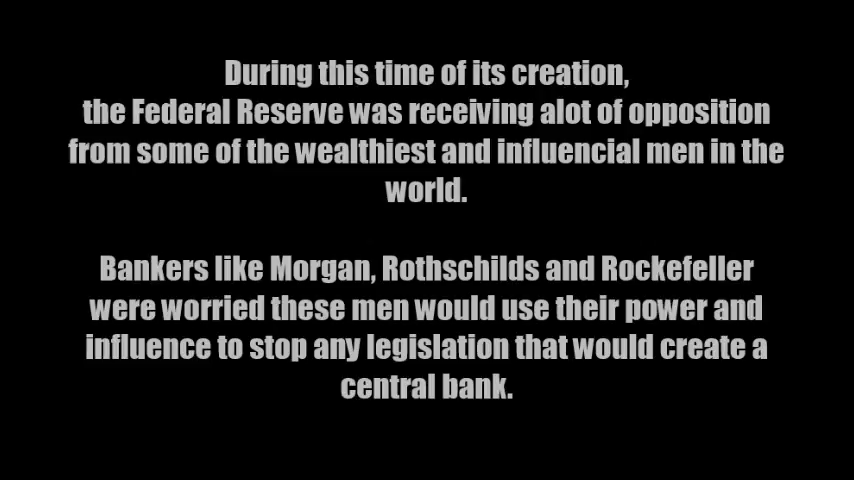 During this time of its creation,
the Federal Reserve was receiving alot of opposition
from some of the wealthiest and influencial men in the
world.
Bankers like Morgan, Rothschilds and Rockefeller
were worried these men would use their power and
influence to stop any legislation that would create a
central bank.